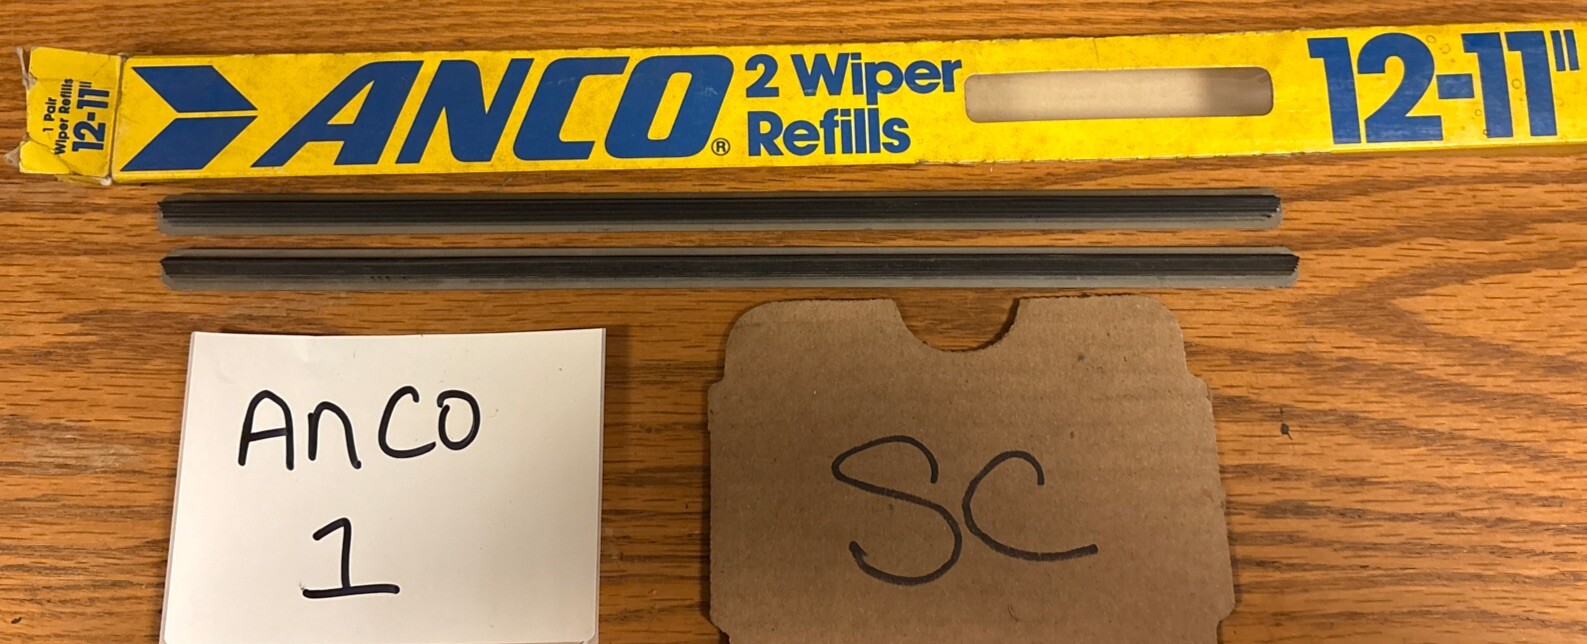 1 Pair
Wiper Refills
12-11"
ANCO®
2 Wiper
Refills
12-11"
ANCO
1
SC